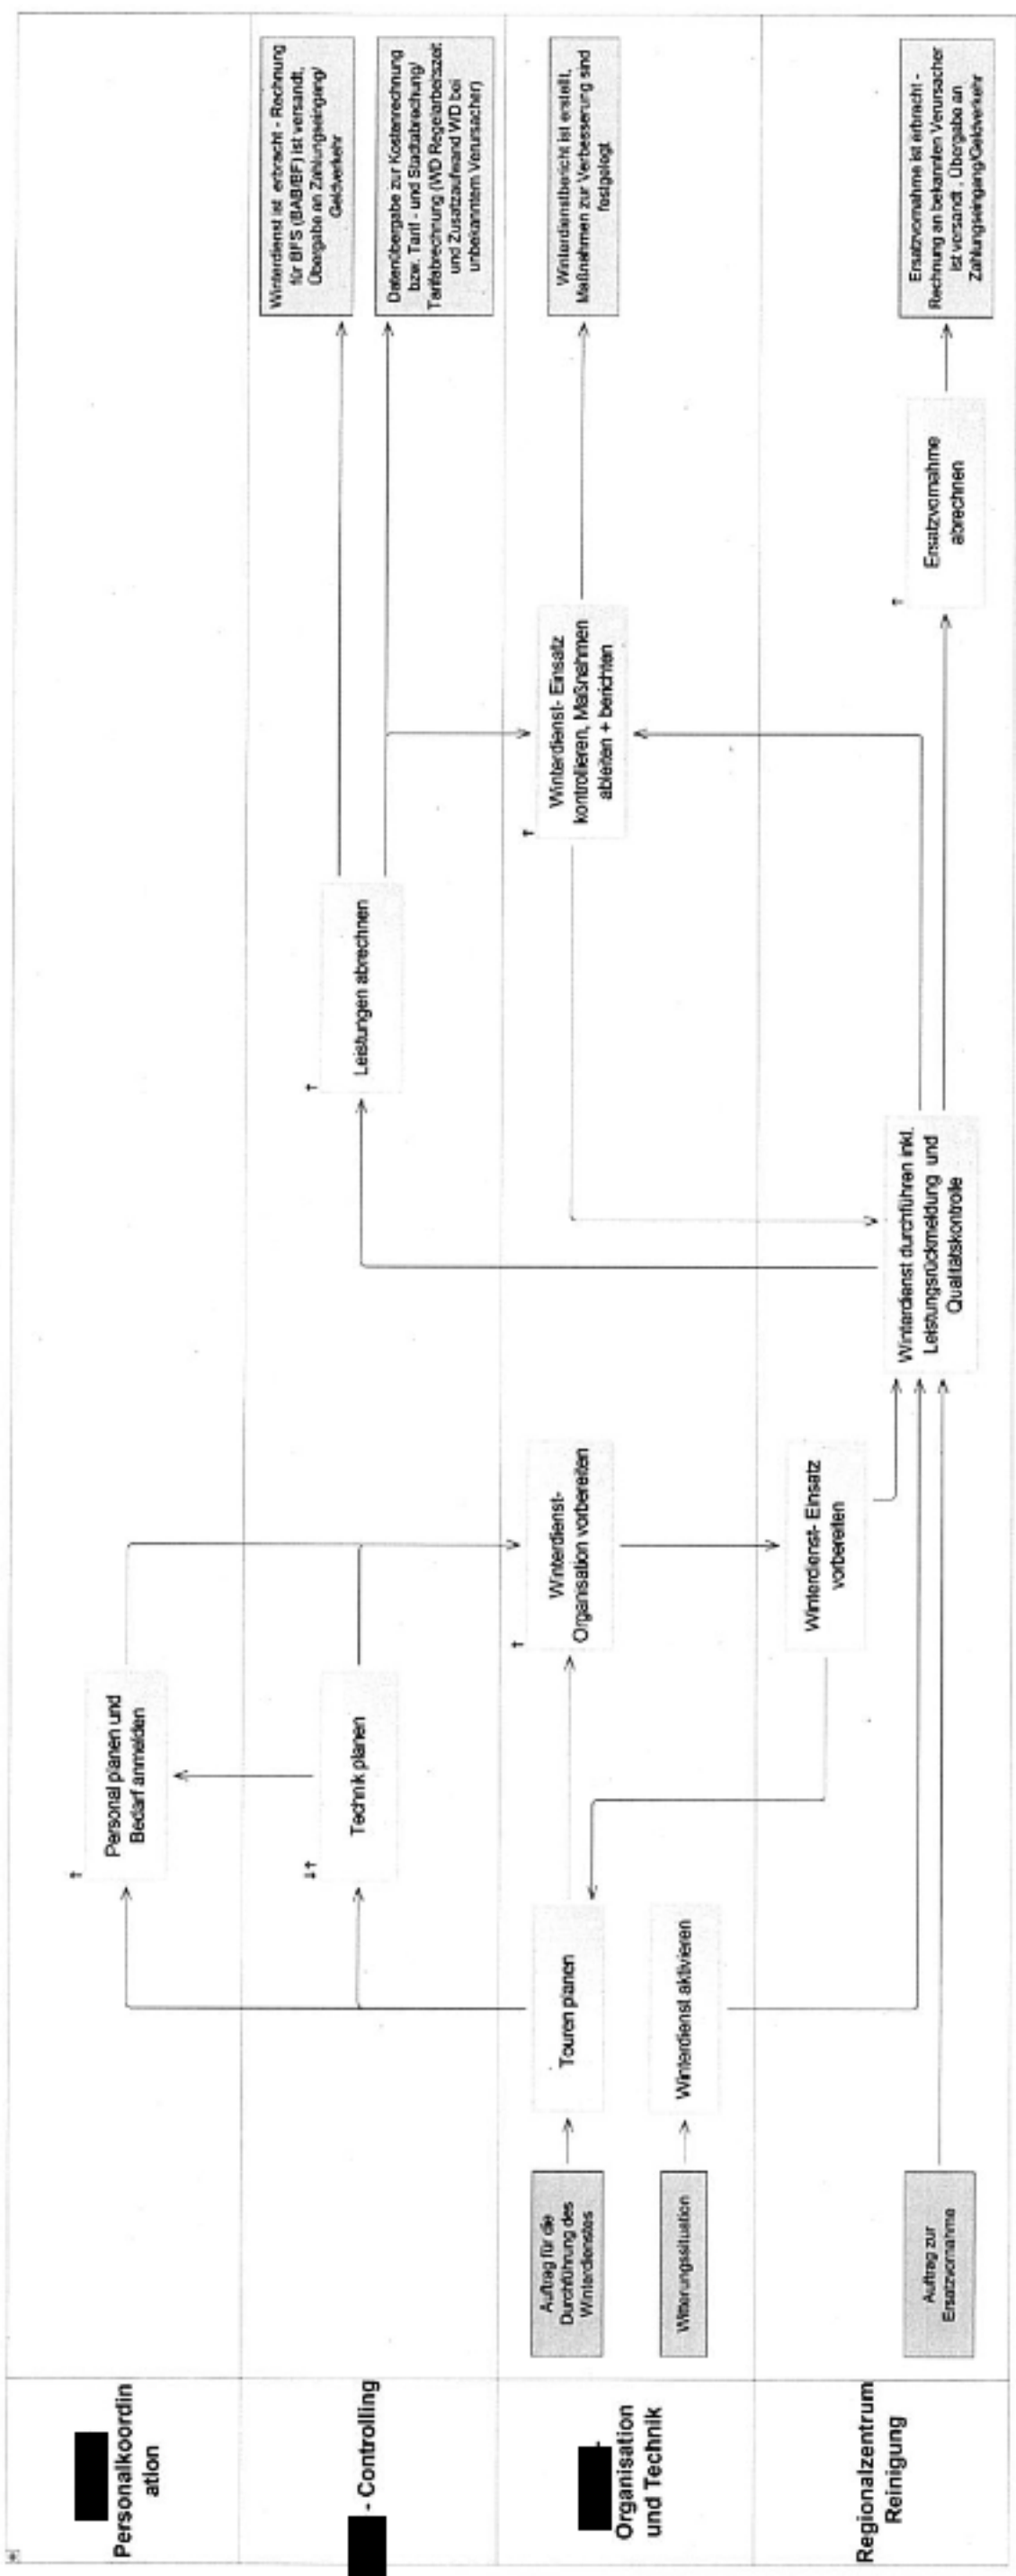 Personalkoordin
ation
- Controlling
Organisation
und Technik
Regionalzentrum
Reinigung
Personal planen und
Bedarf anmelden
Technik planen
Leistungen abrechnen
Winterdienst ist erbracht - Rechnung
für BFS (BAB/BF) ist versandt,
Übergabe an Zahlungseingang/
Geldverkehr
Datenübergabe zur Kostenrechnung
bzw. Tarif - und Stadtabrechung/
Tarifabrechnung (WD Regelarbeitszeit
und Zusatzaufwand WD bei
unbekanntem Verursacher)
Auftrag für die
Durchführung des
Winterdienstes
Witterungssituation
Touren planen
Winterdienst aktivieren
Winterdienst-
Organisation vorbereiten
Winterdienst- Einsatz
kontrollieren, Maßnahmen
ableiten + berichten
Winterdienstbericht ist erstellt,
Maßnahmen zur Verbesserung sind
festgelegt
Auftrag zur
Ersatzvornahme
Winterdienst- Einsatz
vorbereiten
Winterdienst durchführen inkl.
Leistungsrückmeldung und
Qualitätskontrolle
Ersatzvornahme
abrechnen
Ersatzvornahme ist erbracht -
Rechnung an bekannten Verursacher
ist versandt , Übergabe an
Zahlungseingang/Geldverkehr